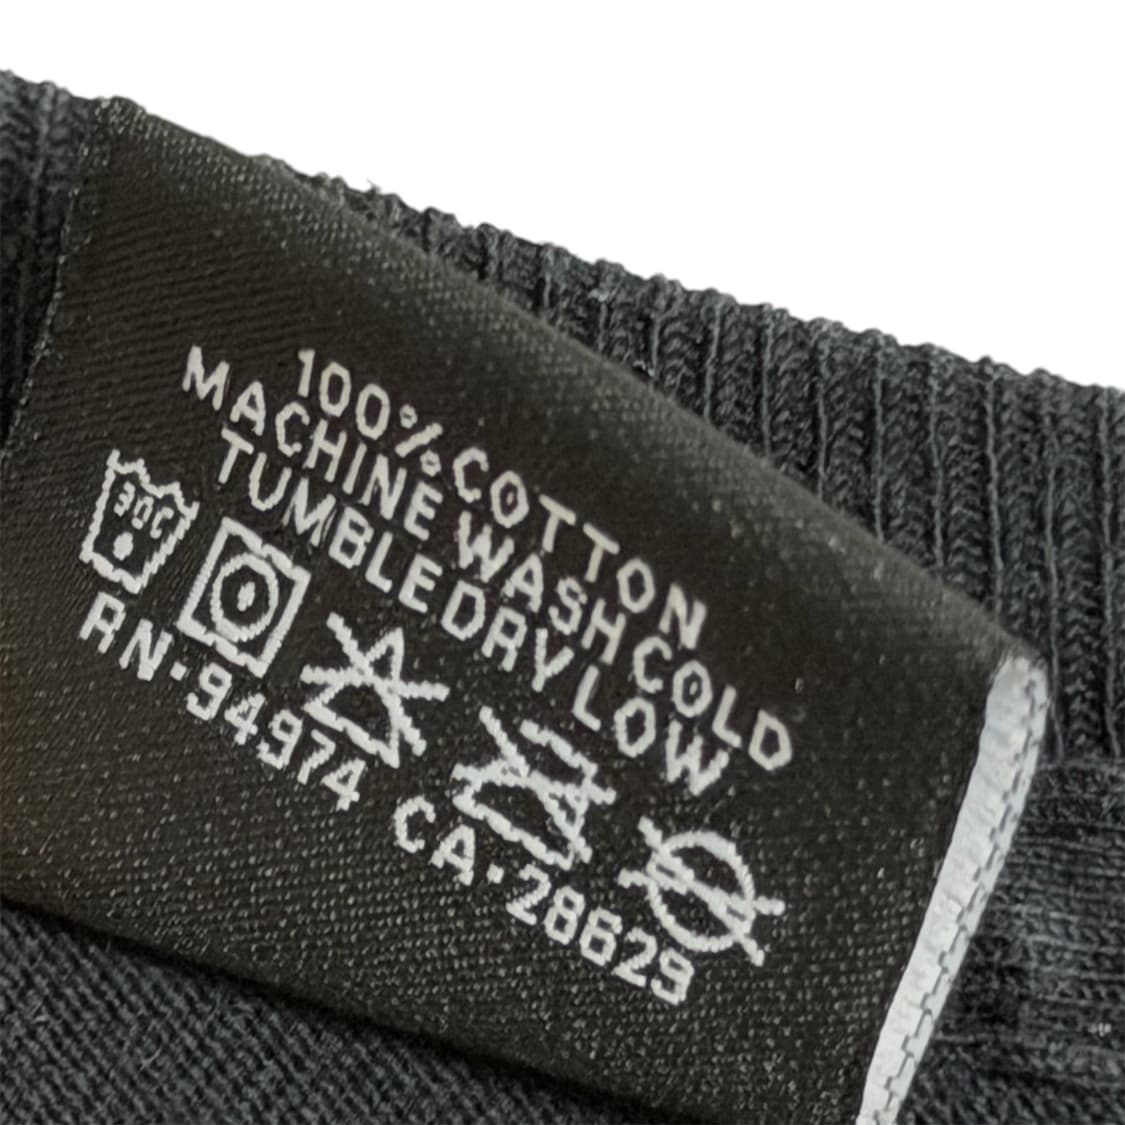 100% COTTON
MACHINE WASH COLD
TUMBLE DRY LOW
30C
RN·94974 CA·28629